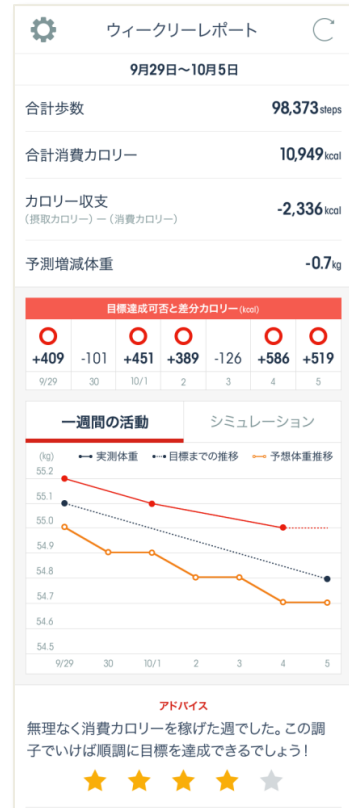 ウィークリーレポート
9月29日〜10月5日
合計歩数 98,373 steps
合計消費カロリー 10,949 kcal
カロリー収支 -2,336 kcal
(摂取カロリー) ー (消費カロリー)
予測増減体重 -0.7 kg
目標達成可否と差分カロリー (kcal)
+409 -101 +451 +389 -126 +586 +519
9/29 30 10/1 2 3 4 5
一週間の活動 シミュレーション
(kg) 実測体重 目標までの推移 予想体重推移
55.2
55.1
55.0
54.9
54.8
54.7
54.6
54.5
9/29 30 10/1 2 3 4 5
アドバイス
無理なく消費カロリーを稼げた週でした。この調
子でいけば順調に目標を達成できるでしょう!